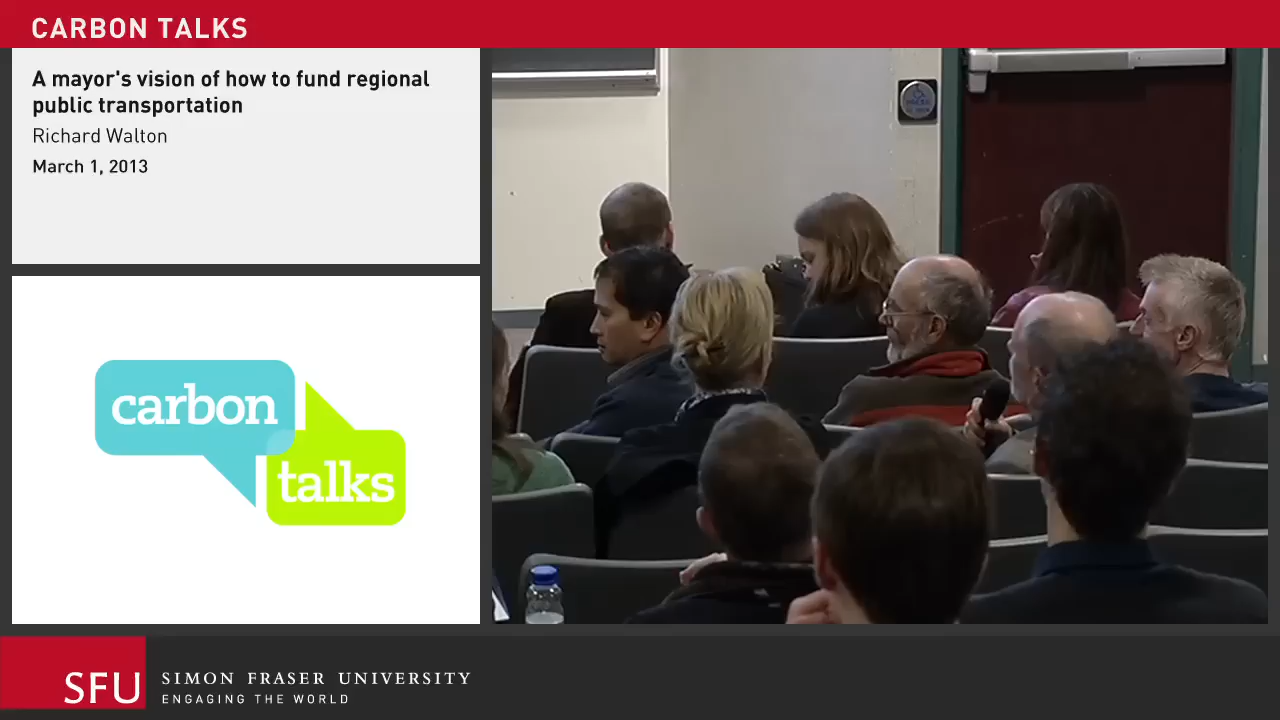 CARBON TALKS
A mayor's vision of how to fund regional
public transportation
Richard Walton
March 1, 2013
carbon
talks
SFU
SIMON FRASER UNIVERSITY
ENGAGING THE WORLD